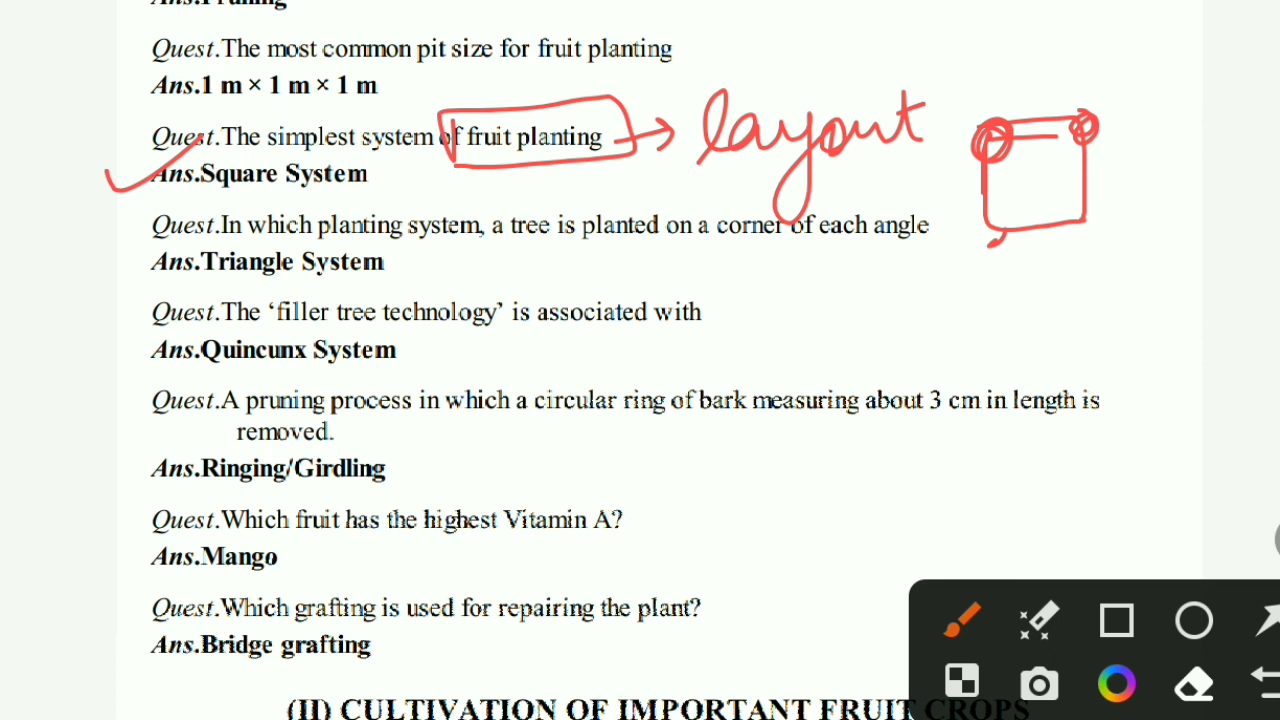 Ans.Pruning
Quest.The most common pit size for fruit planting
Ans.1 m × 1 m × 1 m
Quest.The simplest system of fruit planting → layout
Ans.Square System
Quest.In which planting system, a tree is planted on a corner of each angle
Ans.Triangle System
Quest.The ‘filler tree technology’ is associated with
Ans.Quincunx System
Quest.A pruning process in which a circular ring of bark measuring about 3 cm in length is
removed.
Ans.Ringing/Girdling
Quest.Which fruit has the highest Vitamin A?
Ans.Mango
Quest.Which grafting is used for repairing the plant?
Ans.Bridge grafting
(II) CULTIVATION OF IMPORTANT FRUIT CROPS